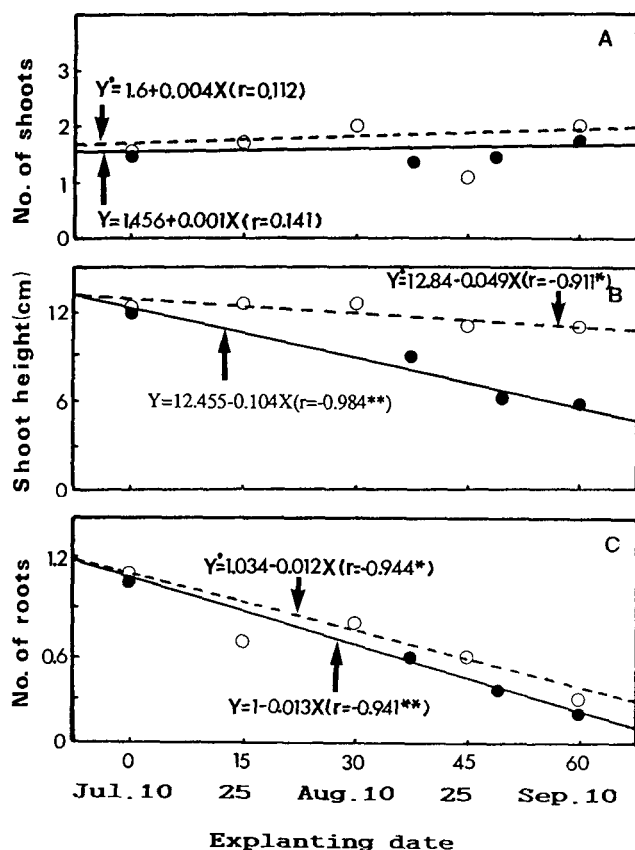 A
3
2
1
0
No. of shoots
Y°=1.6+0.004X(r=0.112)
Y=1.456+0.001X(r=0.141)
B
12
6
0
Shoot height(cm)
Y°=12.84-0.049X(r=-0.911*)
Y=12.455-0.104X(r=-0.984**)
C
1.2
0.6
0
No. of roots
Y°=1.034-0.012X(r=-0.944*)
Y=1-0.013X(r=-0.941**)
0 15 30 45 60
Jul.10 25 Aug.10 25 Sep.10
Explanting date